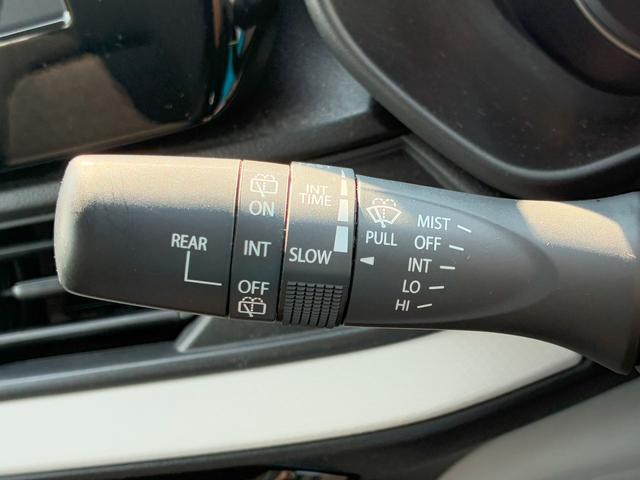 REAR
ON
INT
OFF
INT
TIME
SLOW
PULL
MIST
OFF
INT
LO
HI